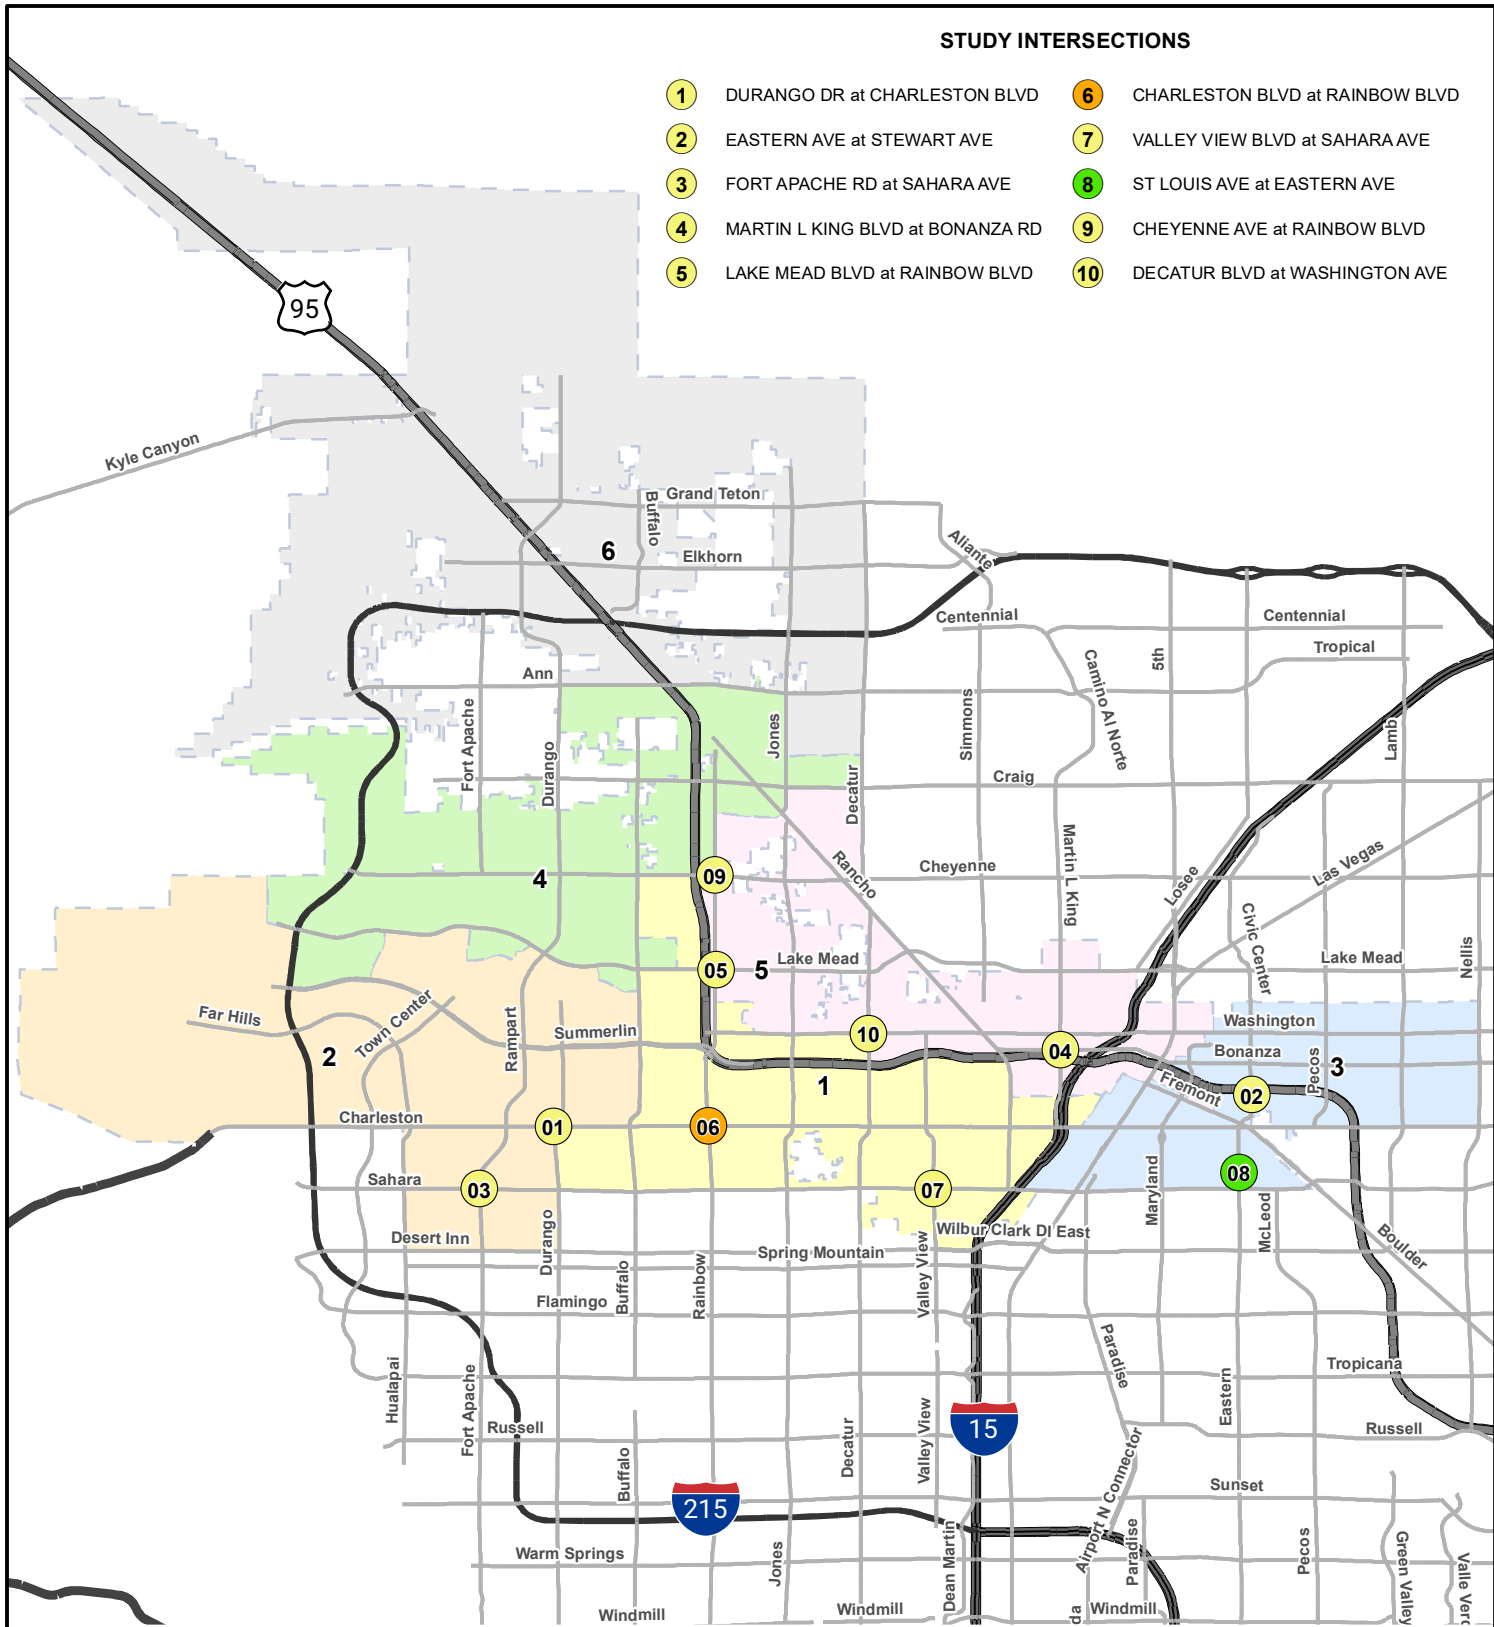 STUDY INTERSECTIONS
1 DURANGO DR at CHARLESTON BLVD
2 EASTERN AVE at STEWART AVE
3 FORT APACHE RD at SAHARA AVE
4 MARTIN L KING BLVD at BONANZA RD
5 LAKE MEAD BLVD at RAINBOW BLVD
6 CHARLESTON BLVD at RAINBOW BLVD
7 VALLEY VIEW BLVD at SAHARA AVE
8 ST LOUIS AVE at EASTERN AVE
9 CHEYENNE AVE at RAINBOW BLVD
10 DECATUR BLVD at WASHINGTON AVE
95
Kyle Canyon
Grand Teton
Buffalo
6
Elkhorn
Aliante
Centennial
Centennial
Tropical
5th
Camino Al Norte
Ann
Fort Apache
Durango
Jones
Simmons
Lamb
Decatur
Craig
Martin L King
Rancho
Cheyenne
Losee
Las Vegas
09
4
Civic Center
Nellis
05
5
Lake Mead
Lake Mead
Far Hills
Town Center
Rampart
Summerlin
10
Washington
2
04
Bonanza
Pecos
3
1
Fremont
02
Charleston
01
06
08
Sahara
03
07
Maryland
McLeod
Desert Inn
Durango
Buffalo
Rainbow
Spring Mountain
Valley View
Wilbur Clark DI East
Boulder
Flamingo
Paradise
Tropicana
Hualapai
Fort Apache
Eastern
Russell
Decatur
Valley View
15
Russell
Buffalo
Airport N Connector
Sunset
215
Warm Springs
Jones
Dean Martin
Paradise
Pecos
Green Valley
Valle Verd
Windmill
Windmill
da
Windmill